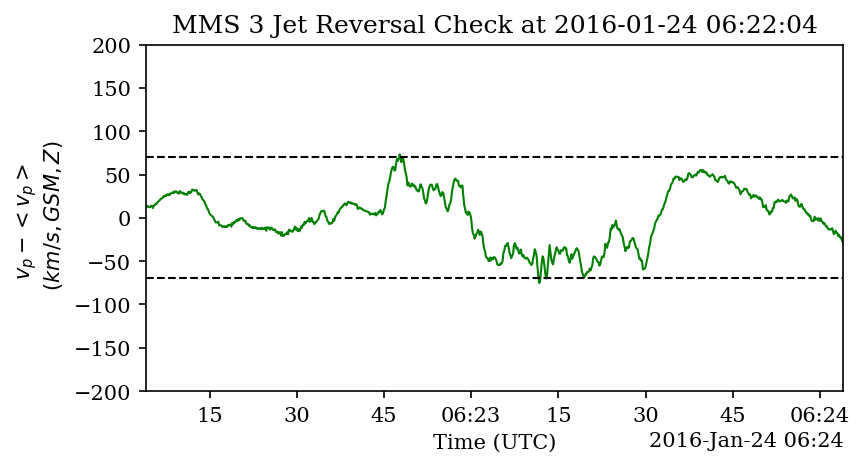 MMS 3 Jet Reversal Check at 2016-01-24 06:22:04
200
150
100
50
0
−50
−100
−150
−200
v_p − < v_p >
(km/s, GSM, Z)
15 30 45 06:23 15 30 45 06:24
Time (UTC)
2016-Jan-24 06:24